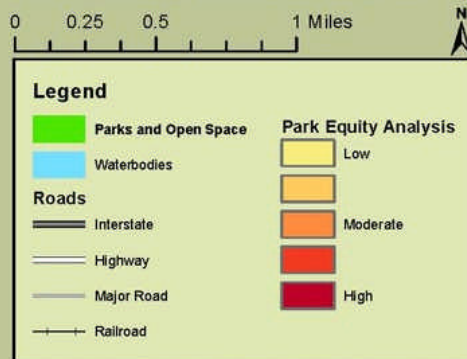 0 0.25 0.5 1 Miles
N
Legend
Parks and Open Space
Waterbodies
Roads
Interstate
Highway
Major Road
Railroad
Park Equity Analysis
Low
Moderate
High